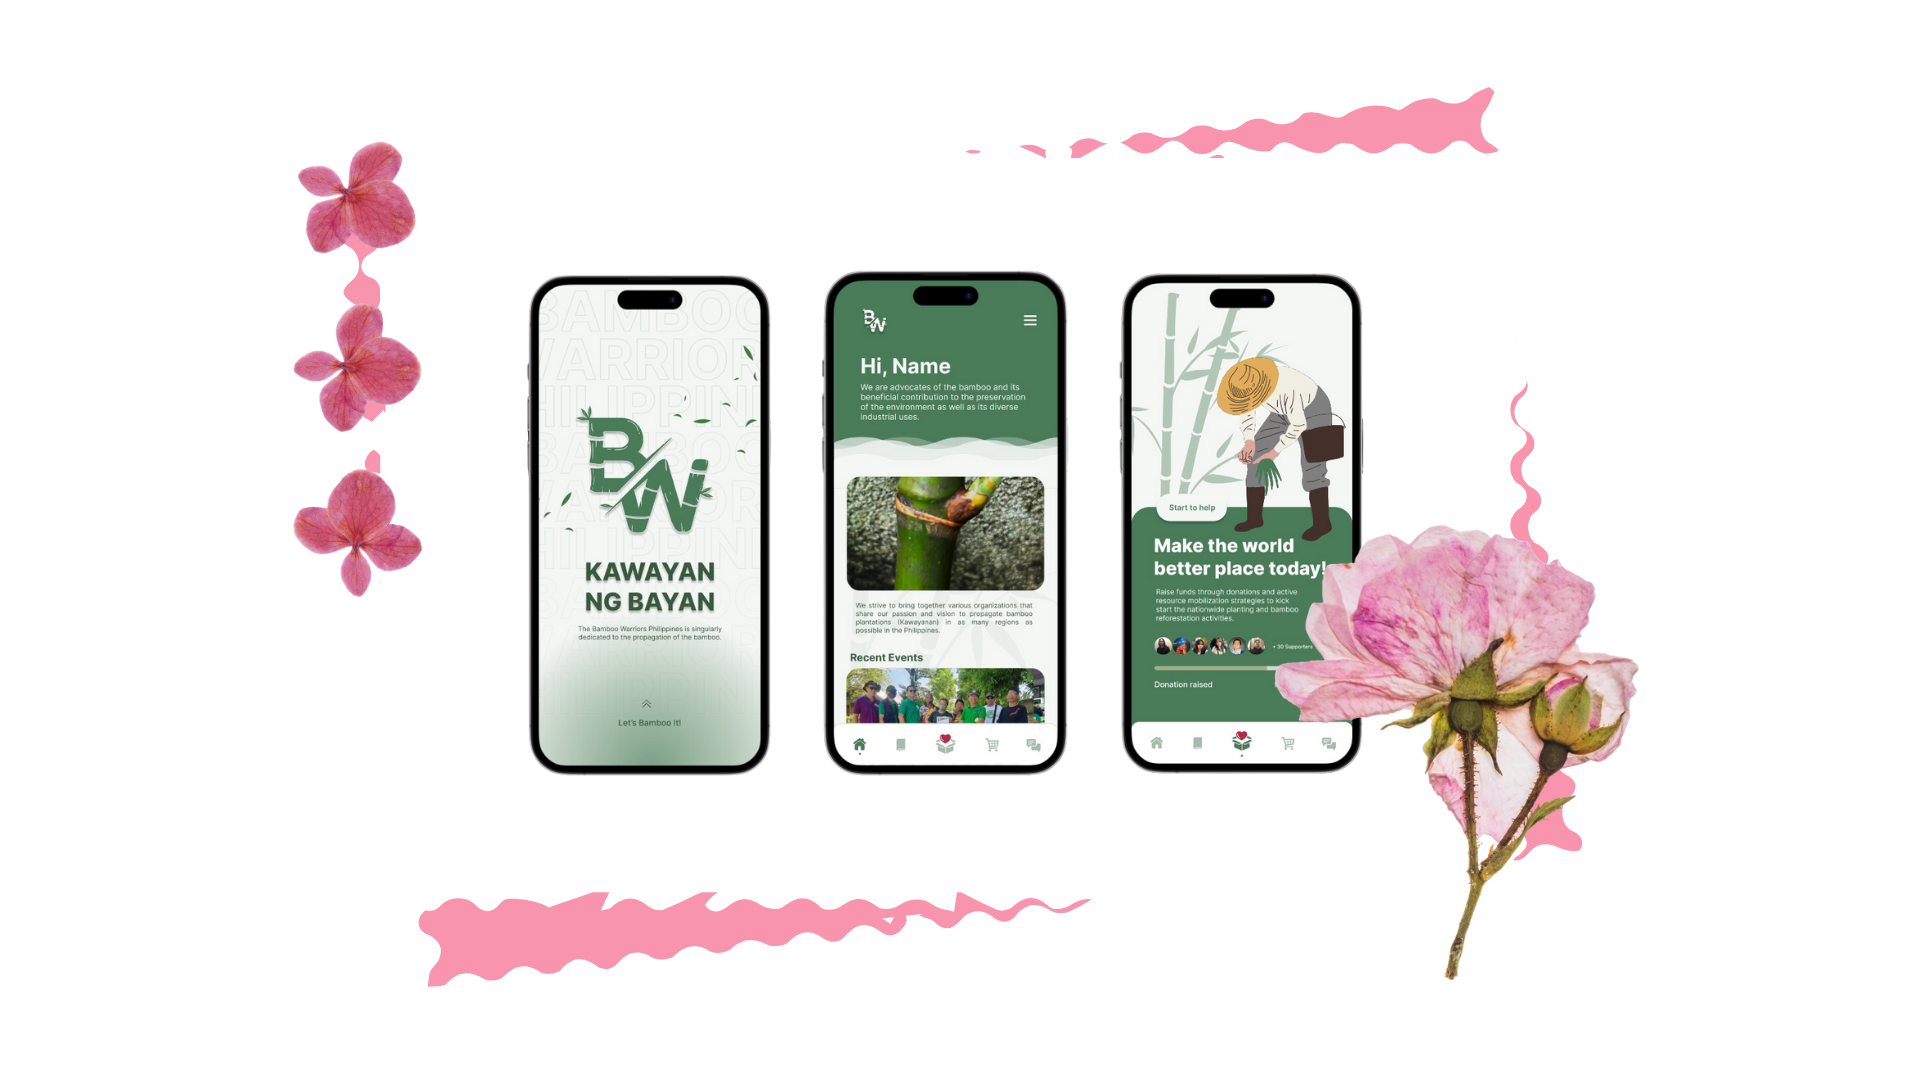 BAMBOO
WARRIOR
PHILIPPIN
BAMBOO
WARRIOR
PHILIPPIN
BW
KAWAYAN
NG BAYAN
The Bamboo Warriors Philippines is singularly
dedicated to the propagation of the bamboo.
Let's Bamboo It!
BW
Hi, Name
We are advocates of the bamboo and its
beneficial contribution to the preservation
of the environment as well as its diverse
industrial uses.
We strive to bring together various organizations that
share our passion and vision to propagate bamboo
plantations (Kawayanan) in as many regions as
possible in the Philippines.
Recent Events
Start to help
Make the world
better place today!
Raise funds through donations and active
resource mobilization strategies to kick
start the nationwide planting and bamboo
reforestation activities.
+ 30 Supporters
Donation raised